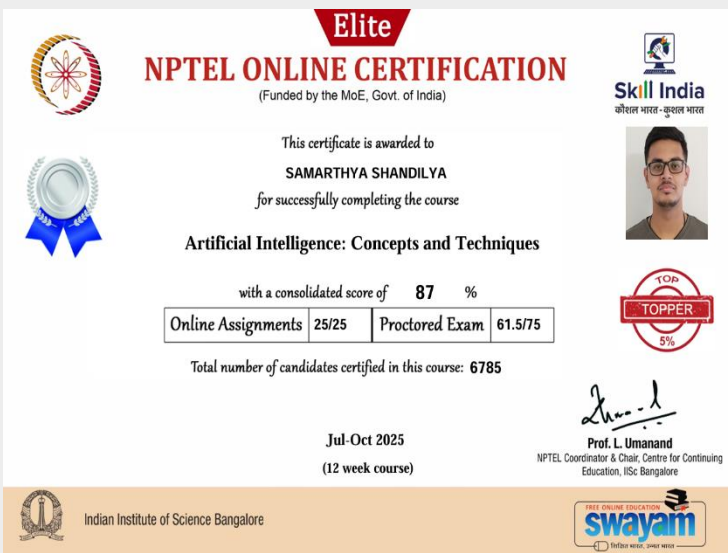 Elite
NPTEL ONLINE CERTIFICATION
(Funded by the MoE, Govt. of India)
Skill India
कौशल भारत - कुशल भारत
This certificate is awarded to
SAMARTHYA SHANDILYA
for successfully completing the course
Artificial Intelligence: Concepts and Techniques
with a consolidated score of 87 %
Online Assignments 25/25 Proctored Exam 61.5/75
TOP
TOPPER
5%
Total number of candidates certified in this course: 6785
Jul-Oct 2025
(12 week course)
Prof. L. Umanand
NPTEL Coordinator & Chair, Centre for Continuing
Education, IISc Bangalore
Indian Institute of Science Bangalore
FREE ONLINE EDUCATION
swayam
शिक्षित भारत, उन्नत भारत